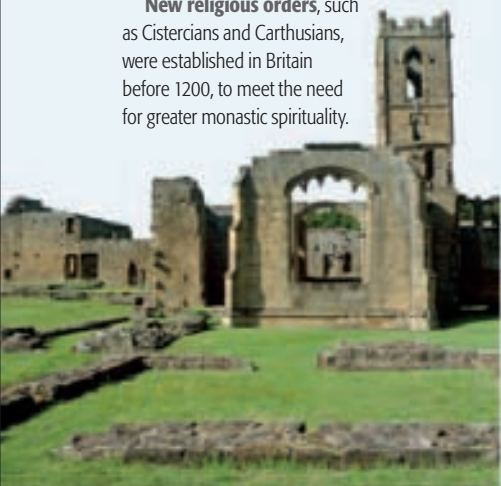 New religious orders, such
as Cistercians and Carthusians,
were established in Britain
before 1200, to meet the need
for greater monastic spirituality.